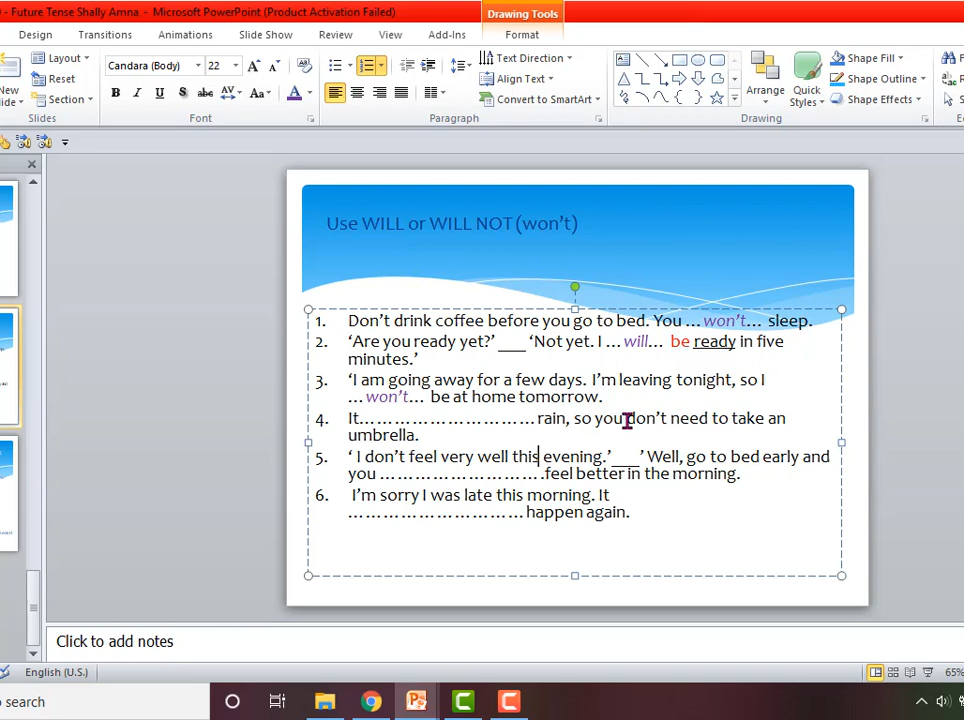 - Future Tense Shally Amna - Microsoft PowerPoint (Product Activation Failed)
Drawing Tools
Design Transitions Animations Slide Show Review View Add-Ins Format
New Slide
Layout
Reset
Section
Slides
Candara (Body) 22 A A Aa
B I U S abc AV Aa A
Font
Text Direction
Align Text
Convert to SmartArt
Paragraph
Arrange
Quick Styles
Shape Fill
Shape Outline
Shape Effects
Drawing
Use WILL or WILL NOT (won't)
1. Don't drink coffee before you go to bed. You ...won't... sleep.
2. 'Are you ready yet?' ___ 'Not yet. I ...will... be ready in five
minutes.'
3. 'I am going away for a few days. I'm leaving tonight, so I
...won't... be at home tomorrow.
4. It..............................rain, so you don't need to take an
umbrella.
5. ' I don't feel very well this evening.'___' Well, go to bed early and
you ...........................feel better in the morning.
6. I'm sorry I was late this morning. It
..............................happen again.
Click to add notes
English (U.S.)
65%
o search